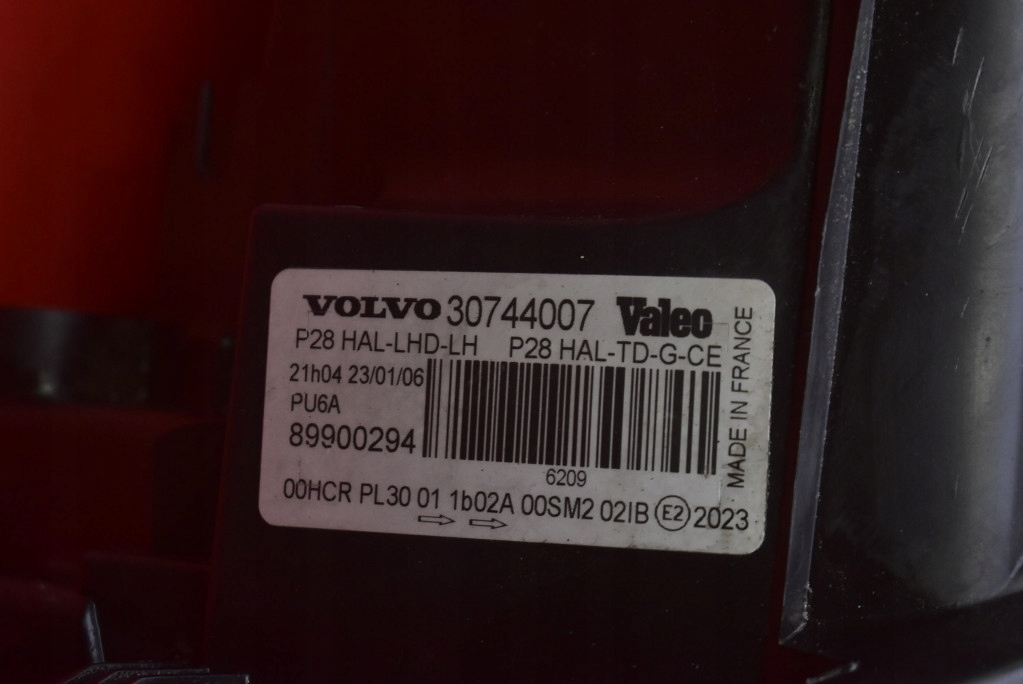 VOLVO 30744007 Valeo
P28 HAL-LHD-LH P28 HAL-TD-G-CE
21h04 23/01/06
PU6A
89900294
6209
00HCR PL30 01 1b02A 00SM2 02IB E2 2023
MADE IN FRANCE